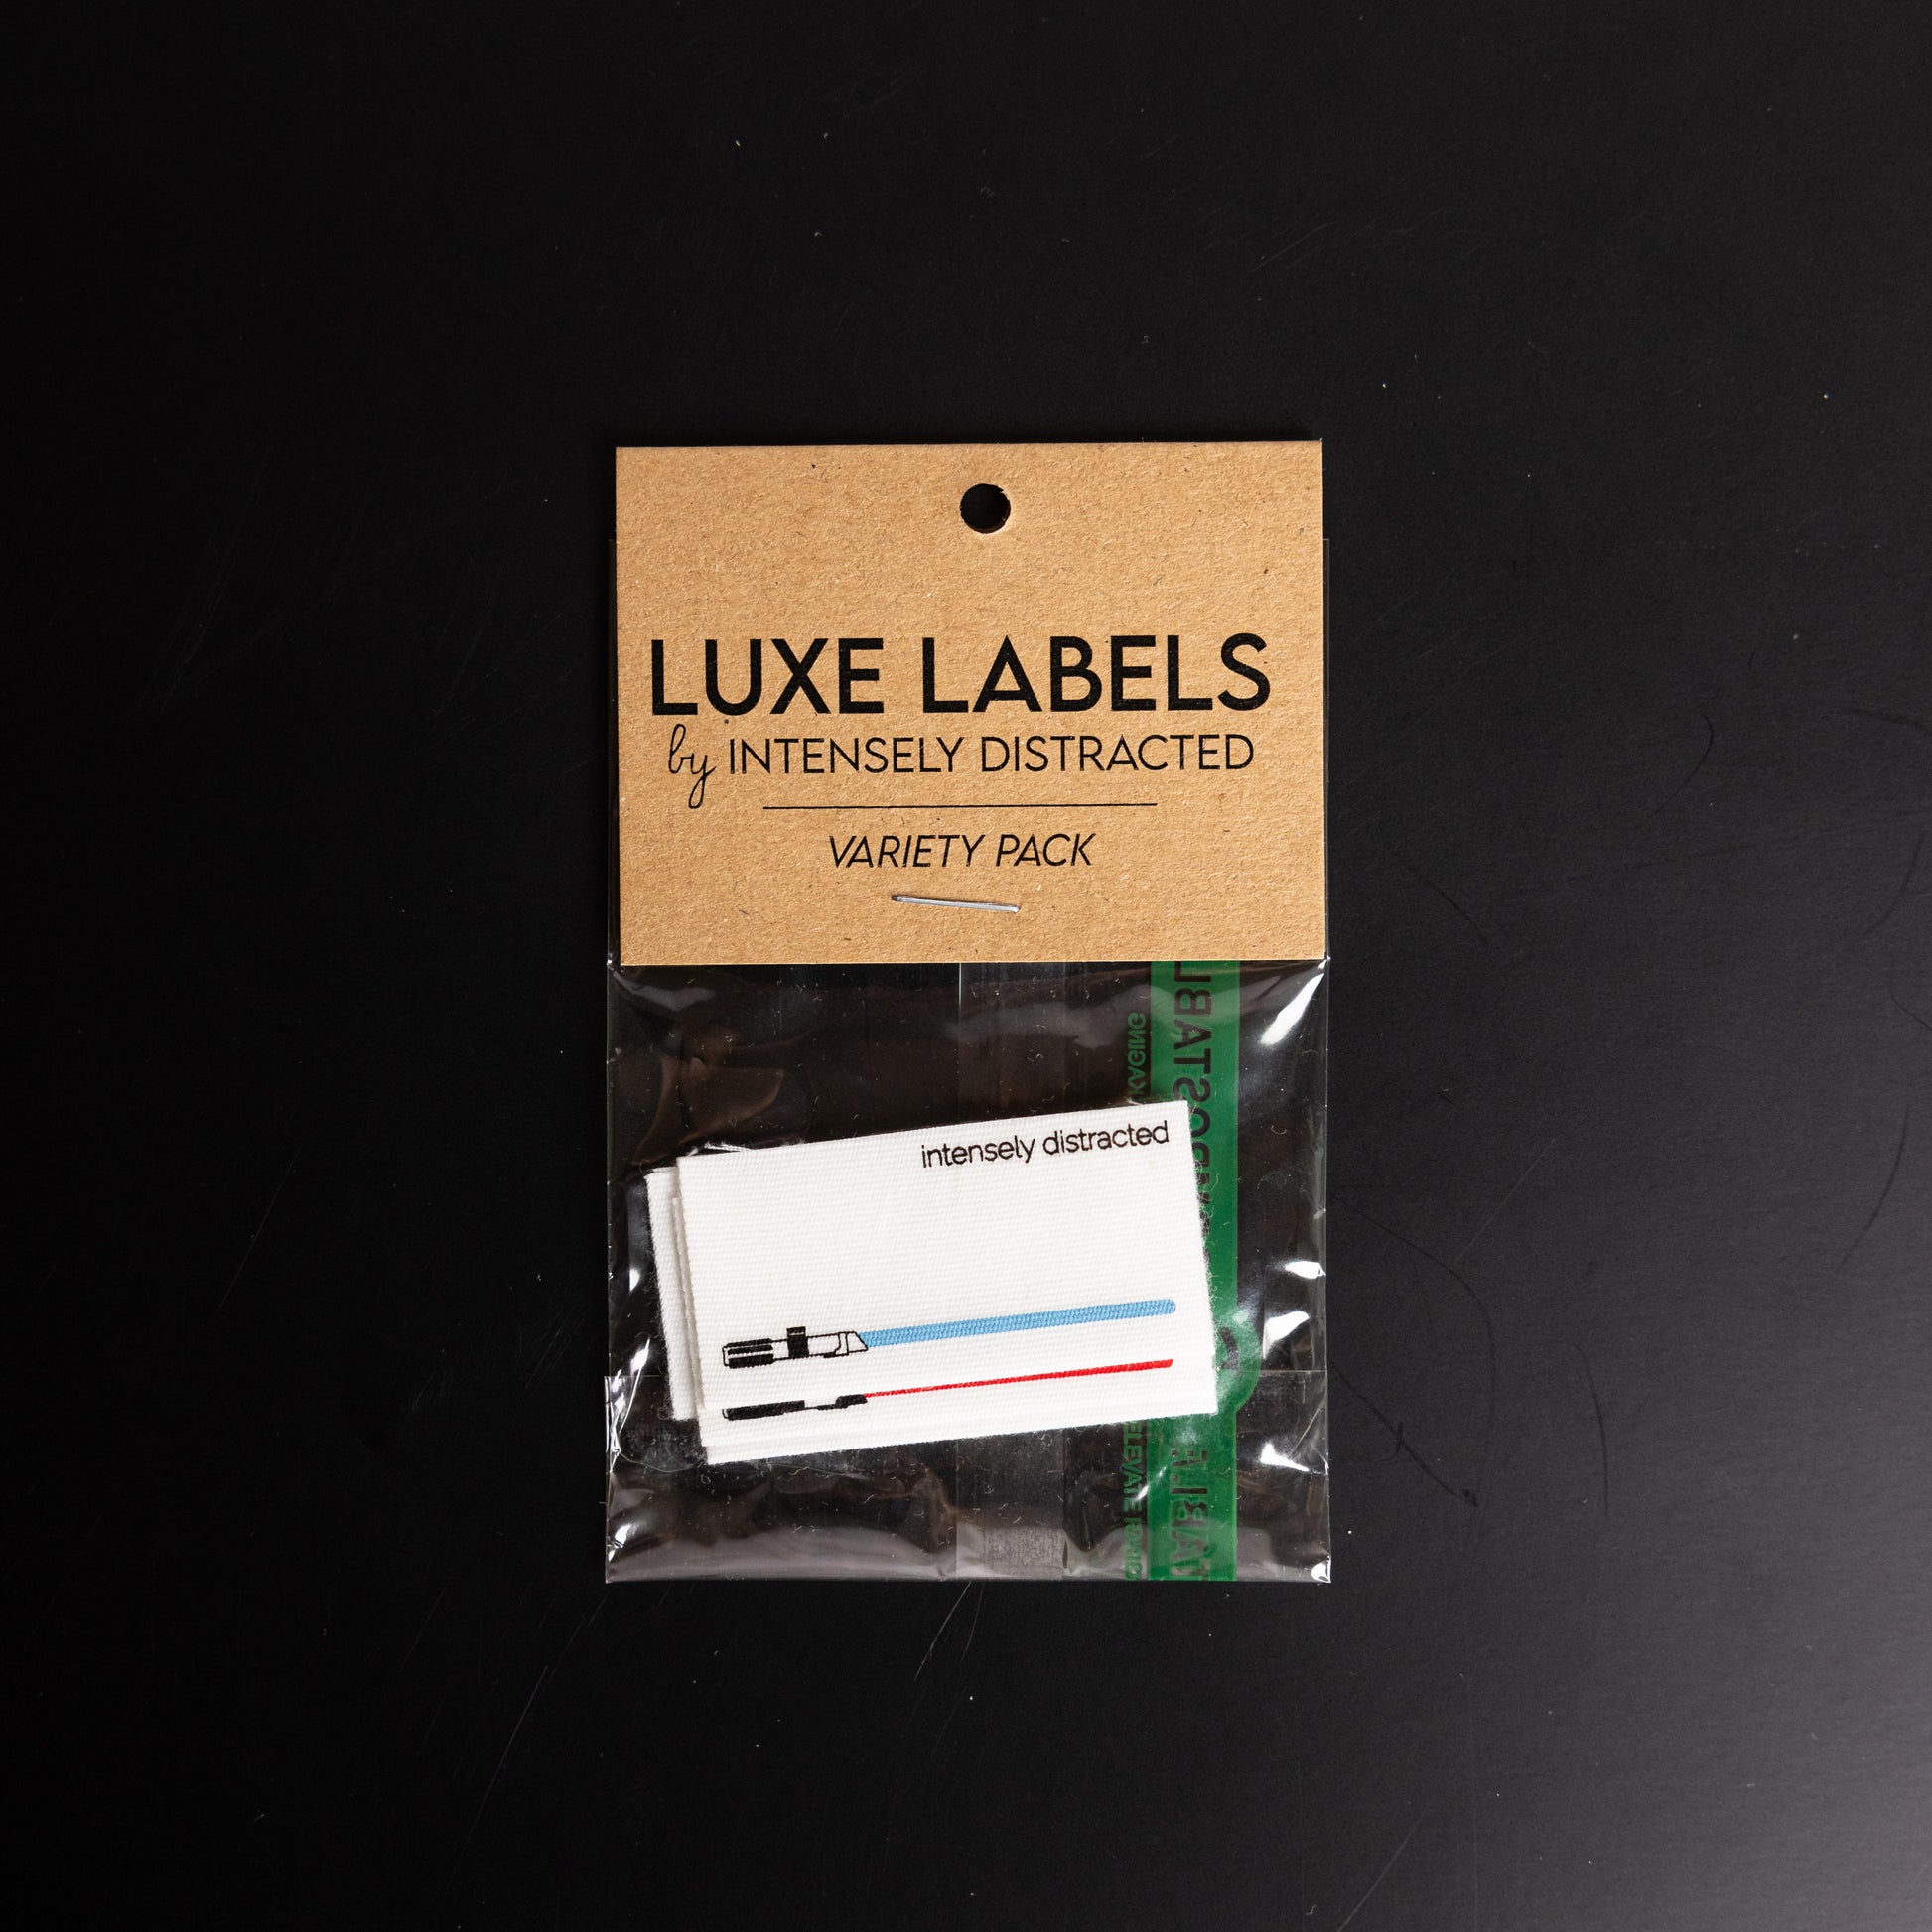 LUXE LABELS
by INTENSELY DISTRACTED
VARIETY PACK
intensely distracted